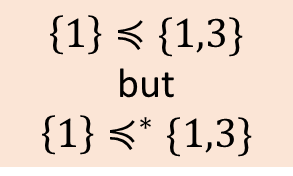 {1} ≼ {1,3}
but
{1} ≼* {1,3}